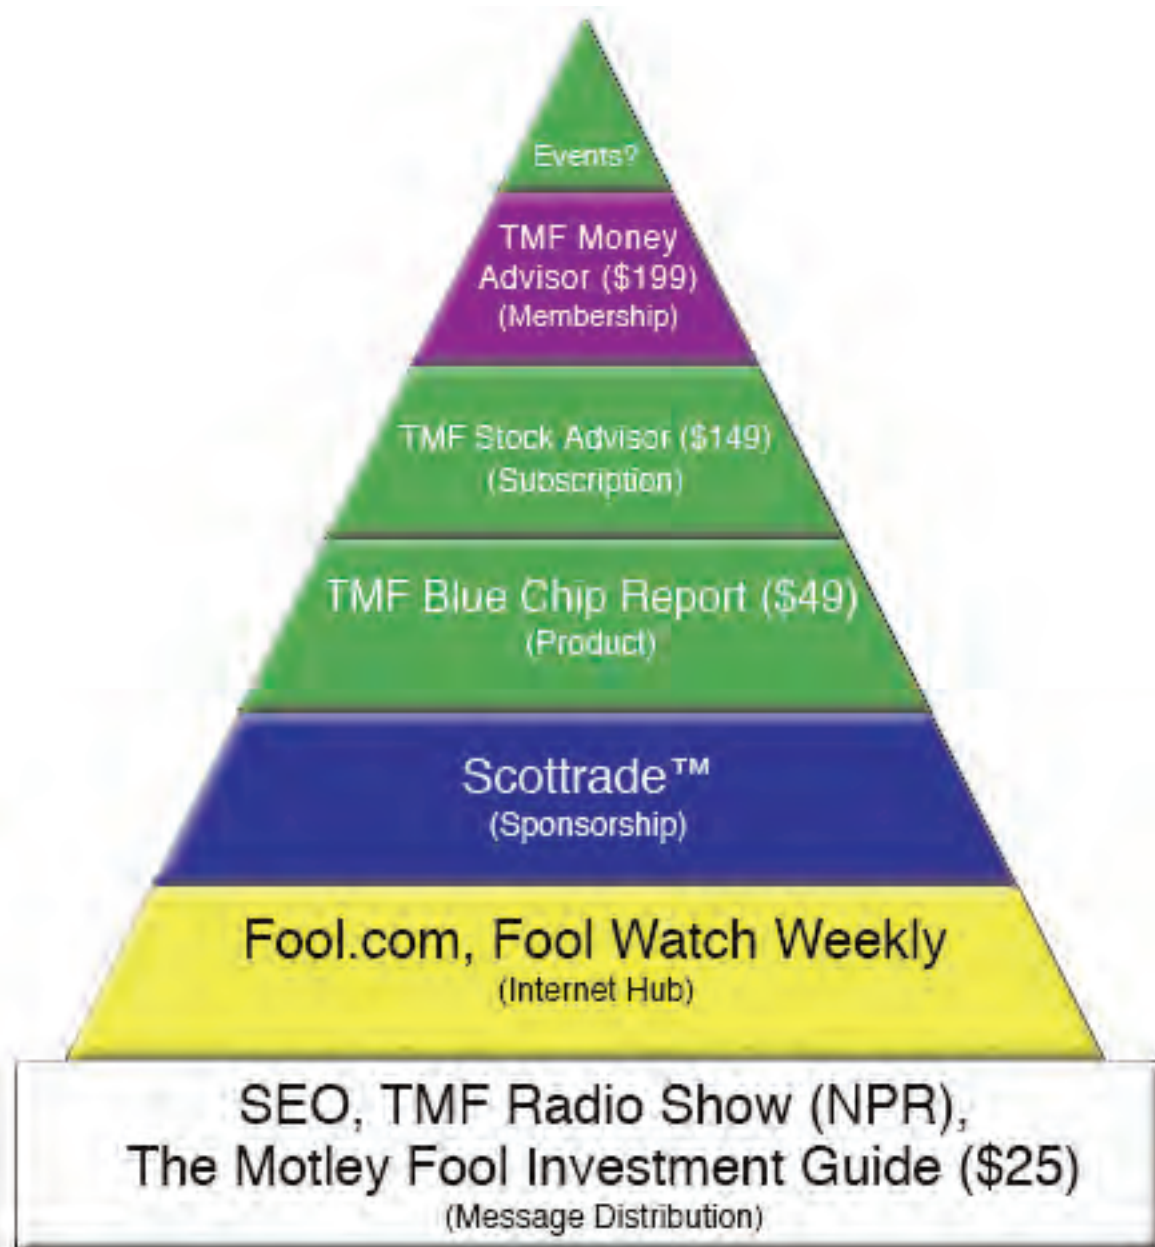 Events?
TMF Money
Advisor ($199)
(Membership)
TMF Stock Advisor ($149)
(Subscription)
TMF Blue Chip Report ($49)
(Product)
Scottrade™
(Sponsorship)
Fool.com, Fool Watch Weekly
(Internet Hub)
SEO, TMF Radio Show (NPR),
The Motley Fool Investment Guide ($25)
(Message Distribution)